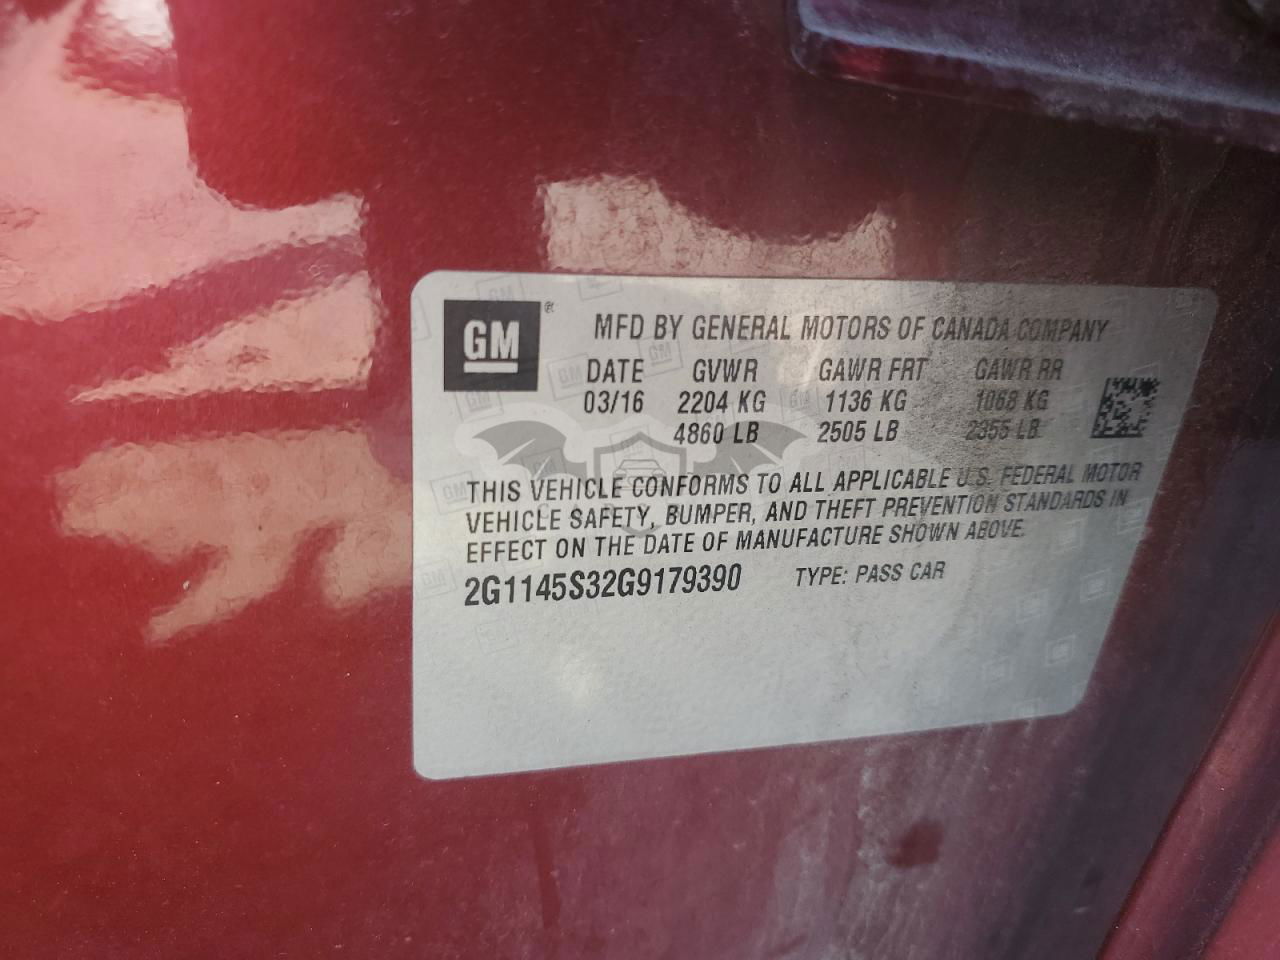 GM ®
MFD BY GENERAL MOTORS OF CANADA COMPANY
DATE GVWR GAWR FRT GAWR RR
03/16 2204 KG 1136 KG 1068 KG
4860 LB 2505 LB 2355 LB
THIS VEHICLE CONFORMS TO ALL APPLICABLE U.S. FEDERAL MOTOR
VEHICLE SAFETY, BUMPER, AND THEFT PREVENTION STANDARDS IN
EFFECT ON THE DATE OF MANUFACTURE SHOWN ABOVE.
2G1145S32G9179390 TYPE: PASS CAR